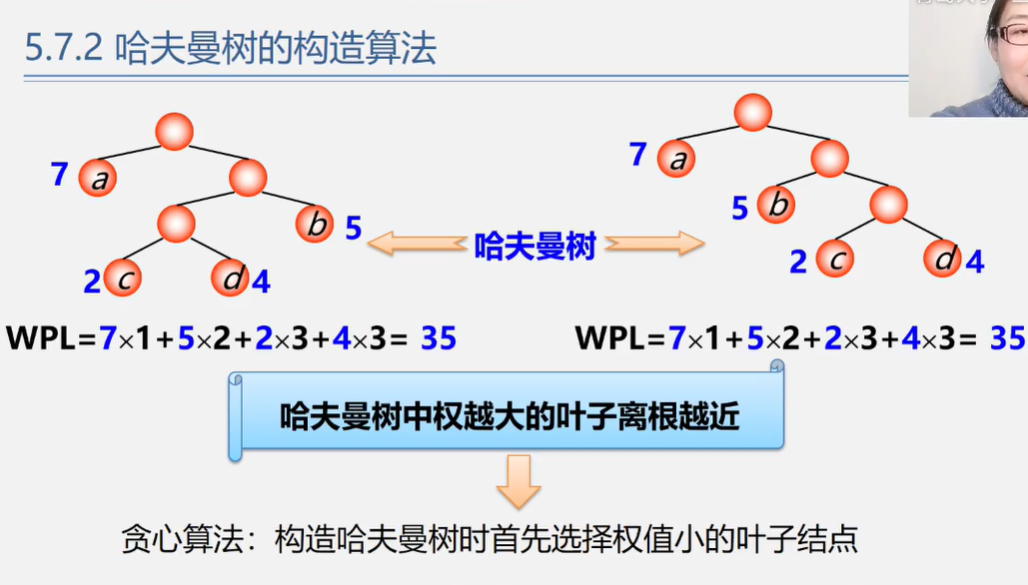 5.7.2 哈夫曼树的构造算法
7 a
b 5
2 c d 4
哈夫曼树
7 a
5 b
2 c d 4
WPL=7×1+5×2+2×3+4×3= 35
WPL=7×1+5×2+2×3+4×3= 35
哈夫曼树中权越大的叶子离根越近
贪心算法：构造哈夫曼树时首先选择权值小的叶子结点